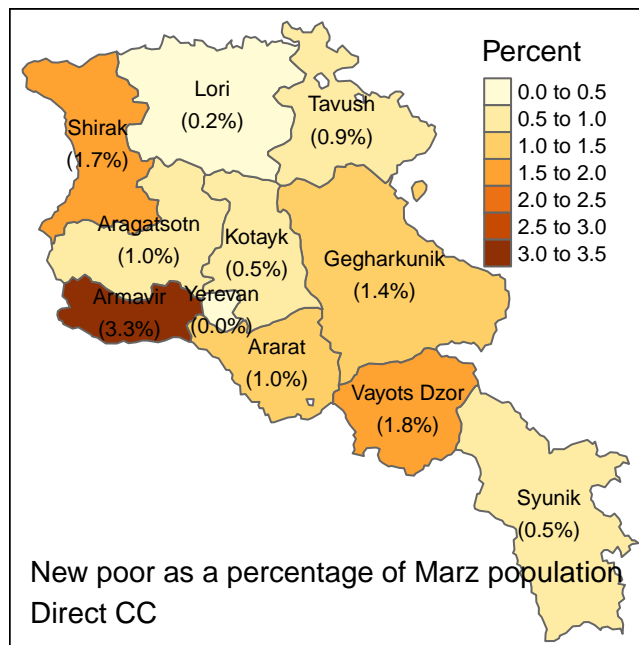 Percent
0.0 to 0.5
0.5 to 1.0
1.0 to 1.5
1.5 to 2.0
2.0 to 2.5
2.5 to 3.0
3.0 to 3.5
Lori
(0.2%)
Tavush
(0.9%)
Shirak
(1.7%)
Aragatsotn
(1.0%)
Kotayk
(0.5%)
Gegharkunik
(1.4%)
Armavir
(3.3%)
Yerevan
(0.0%)
Ararat
(1.0%)
Vayots Dzor
(1.8%)
Syunik
(0.5%)
New poor as a percentage of Marz population
Direct CC